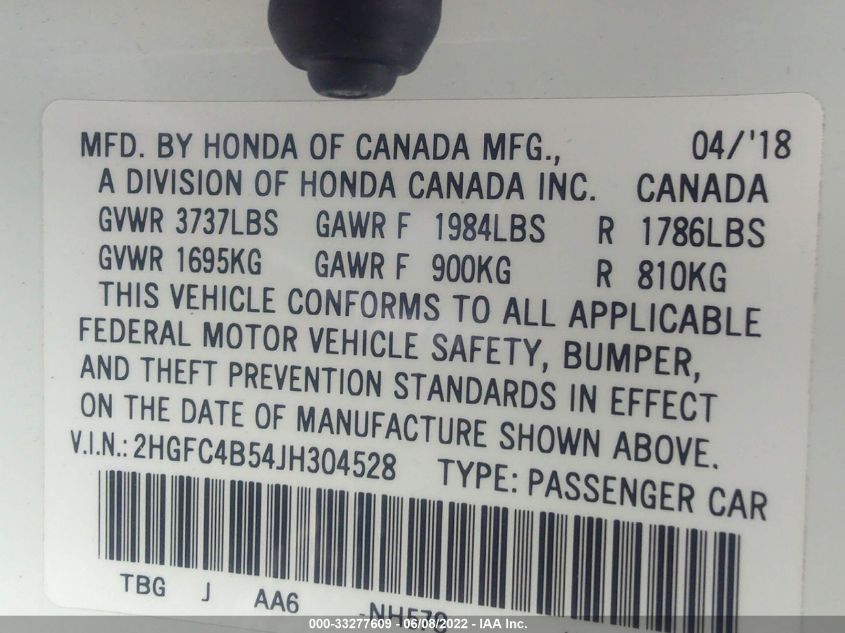 MFD. BY HONDA OF CANADA MFG., 04/'18
A DIVISION OF HONDA CANADA INC. CANADA
GVWR 3737LBS GAWR F 1984LBS R 1786LBS
GVWR 1695KG GAWR F 900KG R 810KG
THIS VEHICLE CONFORMS TO ALL APPLICABLE
FEDERAL MOTOR VEHICLE SAFETY, BUMPER,
AND THEFT PREVENTION STANDARDS IN EFFECT
ON THE DATE OF MANUFACTURE SHOWN ABOVE.
V.I.N.: 2HGFC4B54JH304528 TYPE: PASSENGER CAR
TBG J AA6
000-33277609 - 06/08/2022 - IAA Inc.